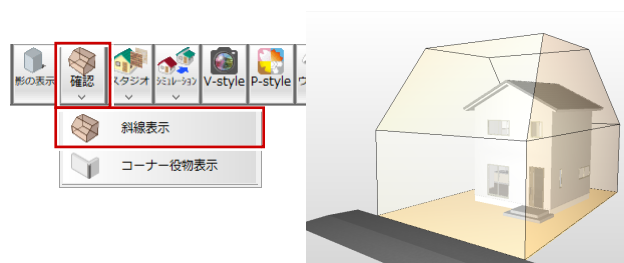 影の表示
確認
スタジオ
シミュレーション
V-style
P-style
ウ
斜線表示
コーナー役物表示